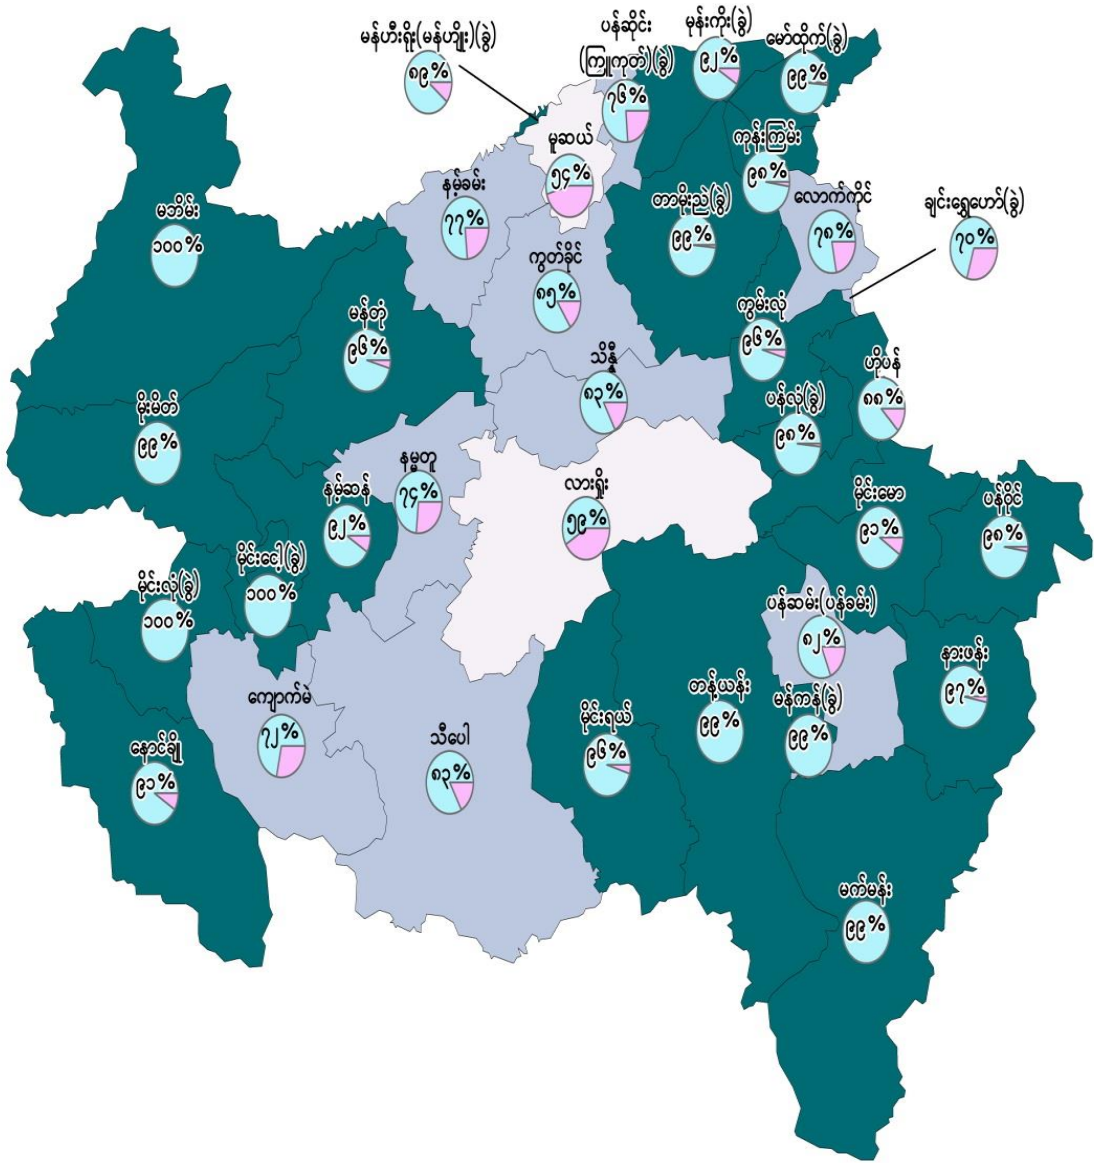 မန်ဟီးရိုး(မန်ဟျိုး)(ခွဲ)
၈၉%
ပန်ဆိုင်း
(ကြူကုတ်)(ခွဲ)
၇၆%
မုန်းကိုး(ခွဲ)
၉၂%
မော်ထိုက်(ခွဲ)
၉၉%
မူဆယ်
၅၄%
ကုန်းကြမ်း
၉၈%
နမ့်ခမ်း
၇၇%
တာမိုးညဲ(ခွဲ)
၉၉%
လောက်ကိုင်
၇၈%
ချင်းရွှေဟော်(ခွဲ)
၇၀%
မဘိမ်း
၁၀၀%
ကွတ်ခိုင်
၈၅%
မန်တုံ
၉၆%
ကွမ်းလုံ
၉၆%
သိန္နီ
၈၃%
ဟိုပန်
၈၈%
မိုးမိတ်
၉၉%
ပန်လုံ(ခွဲ)
၉၈%
နမ္မတူ
၇၄%
နမ့်ဆန်
၉၂%
လားရှိုး
၅၉%
မိုင်းမော
၉၁%
ပန်ဝိုင်
၉၈%
မိုင်းငေါ့(ခွဲ)
၁၀၀%
မိုင်းလုံ(ခွဲ)
၁၀၀%
ပန်ဆမ်း(ပန်ခမ်း)
၈၂%
နားဖန်း
၉၇%
ကျောက်မဲ
၇၂%
တန့်ယန်း
၉၉%
မန်ကန်(ခွဲ)
၉၉%
မိုင်းရယ်
၉၆%
သီပေါ
၈၃%
နောင်ချို
၉၁%
မက်မန်း
၉၉%